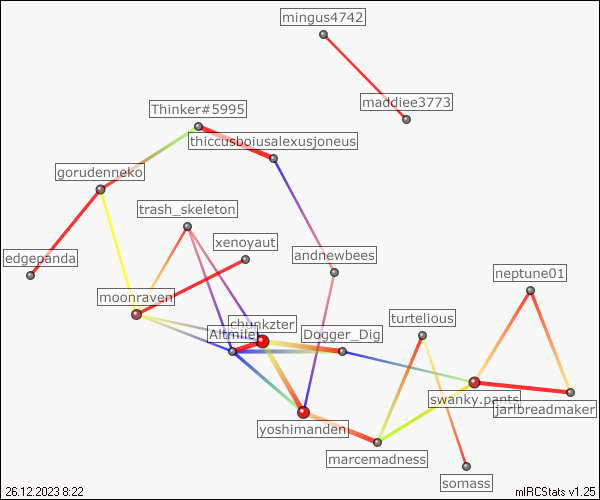 mingus4742
maddiee3773
Thinker#5995
thiccusboiusalexusjoneus
gorudenneko
trash_skeleton
xenoyaut
andnewbees
edgepanda
neptune01
moonraven
turtelious
chunkzter
Altmile
Dogger_Dig
swanky.pants
jarlbreadmaker
yoshimanden
marcemadness
somass
26.12.2023 8:22
mIRCStats v1.25